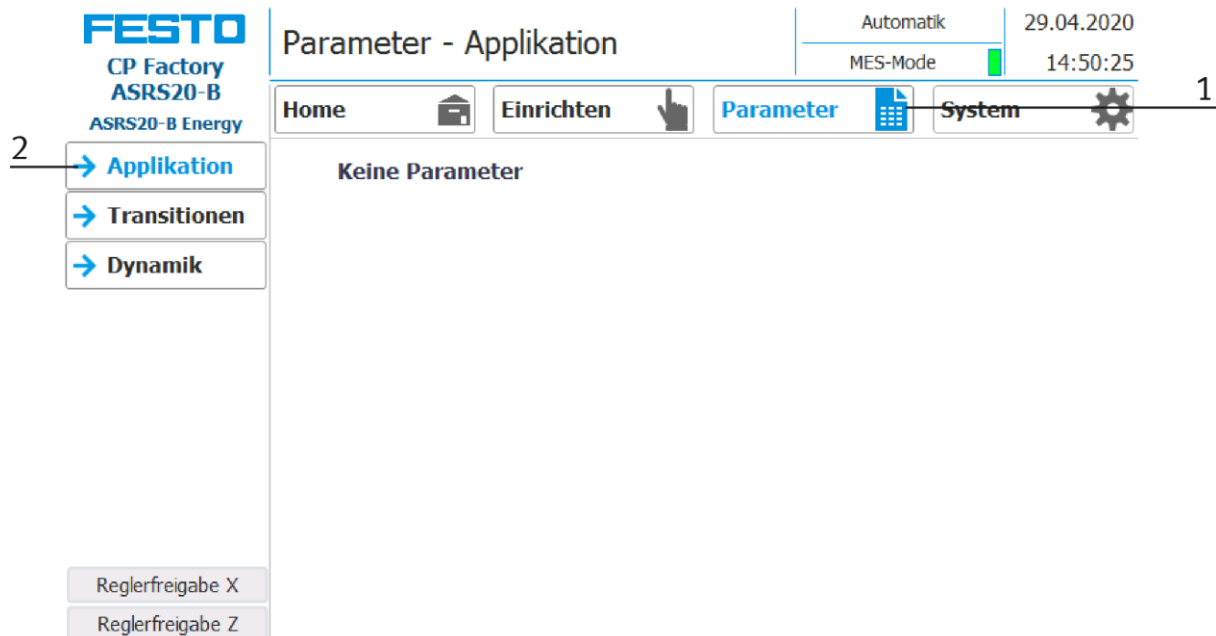 FESTO
CP Factory
ASRS20-B
ASRS20-B Energy
Parameter - Applikation
Automatik
MES-Mode
29.04.2020
14:50:25
Home
Einrichten
Parameter
System
1
2
Applikation
Transitionen
Dynamik
Keine Parameter
Reglerfreigabe X
Reglerfreigabe Z